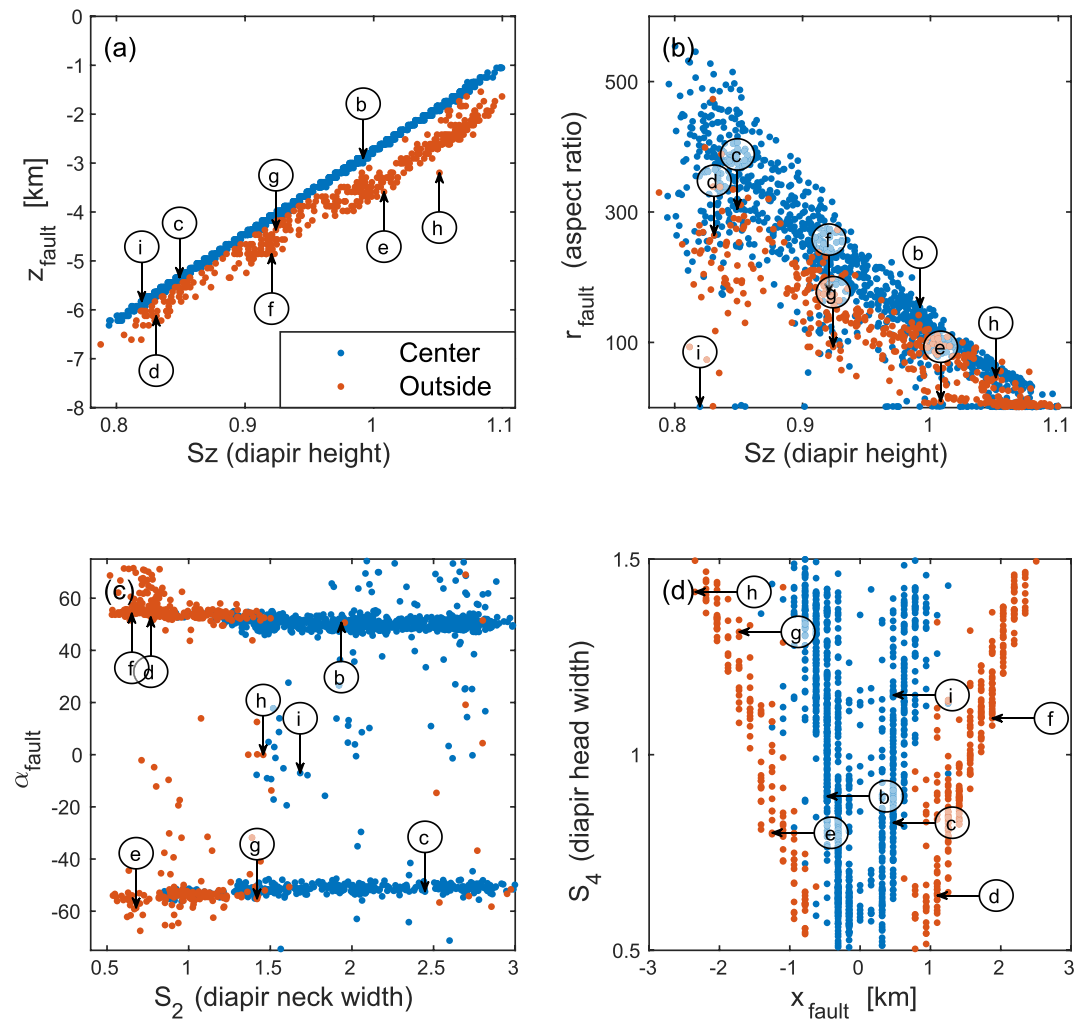 (a)
0
-1
-2
-3
-4
-5
-6
-7
-8
z_fault [km]
b
g
c
i
e
h
f
d
Center
Outside
0.8 0.9 1 1.1
Sz (diapir height)
(b)
500
300
100
r_fault (aspect ratio)
c
d
f
b
g
h
e
i
0.8 0.9 1 1.1
Sz (diapir height)
(c)
60
40
20
0
-20
-40
-60
α_fault
f d
b
h
i
e
g
c
0.5 1 1.5 2 2.5 3
S_2 (diapir neck width)
(d)
1.5
1
0.5
S_4 (diapir head width)
h
g
i
f
b
c
e
d
-3 -2 -1 0 1 2 3
x_fault [km]